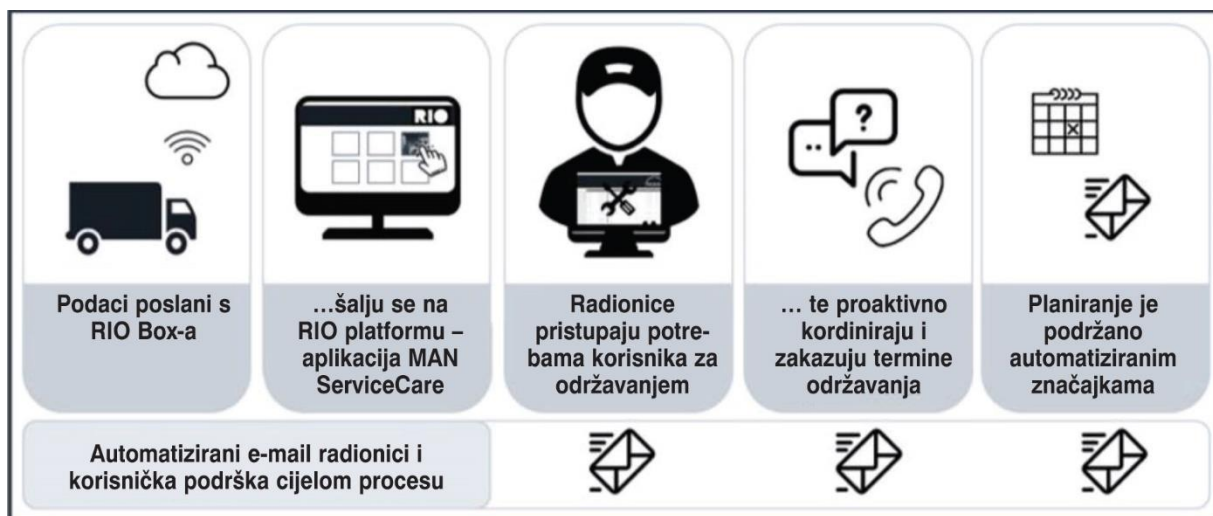 RIO
?
Podaci poslani s
RIO Box-a
...šalju se na
RIO platformu –
aplikacija MAN
ServiceCare
Radionice
pristupaju potre-
bama korisnika za
održavanjem
... te proaktivno
kordiniraju i
zakazuju termine
održavanja
Planiranje je
podržano
automatiziranim
značajkama
Automatizirani e-mail radionici i
korisnička podrška cijelom procesu